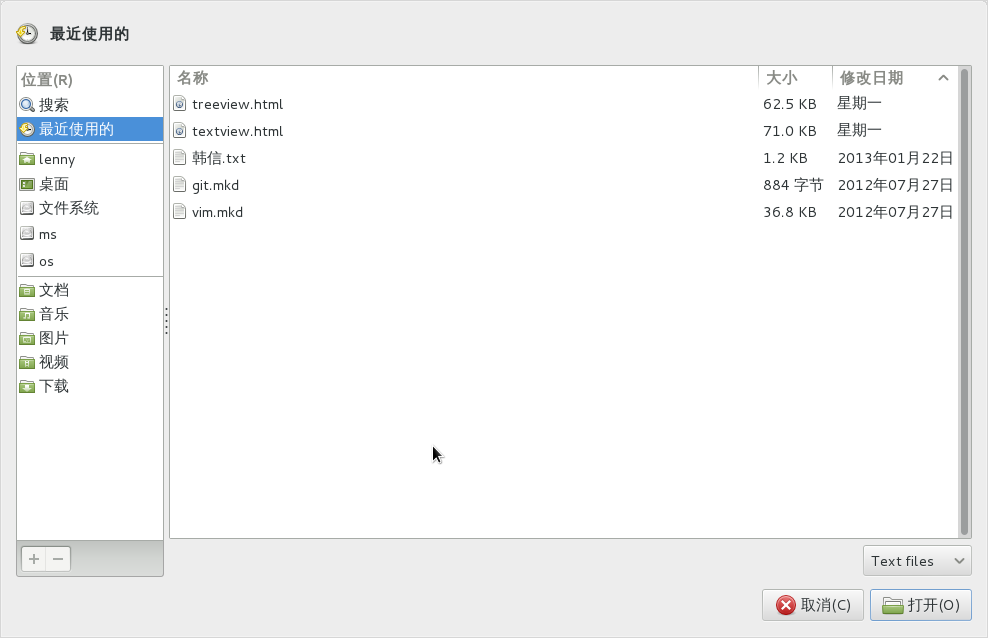 最近使用的
位置(R)
搜索
最近使用的
lenny
桌面
文件系统
ms
os
文档
音乐
图片
视频
下载
名称 大小 修改日期
treeview.html 62.5 KB 星期一
textview.html 71.0 KB 星期一
韩信.txt 1.2 KB 2013年01月22日
git.mkd 884 字节 2012年07月27日
vim.mkd 36.8 KB 2012年07月27日
Text files
取消(C) 打开(O)